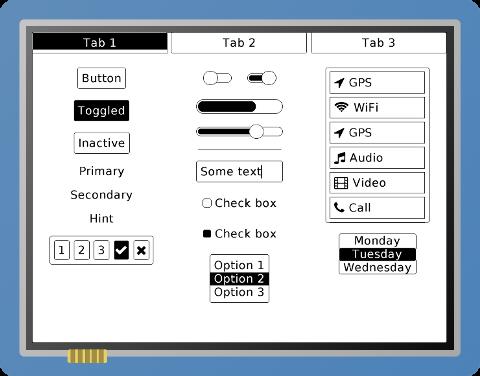 Tab 1
Tab 2
Tab 3
Button
Toggled
Inactive
Primary
Secondary
Hint
1 2 3
Some text
Check box
Check box
Option 1
Option 2
Option 3
GPS
WiFi
GPS
Audio
Video
Call
Monday
Tuesday
Wednesday